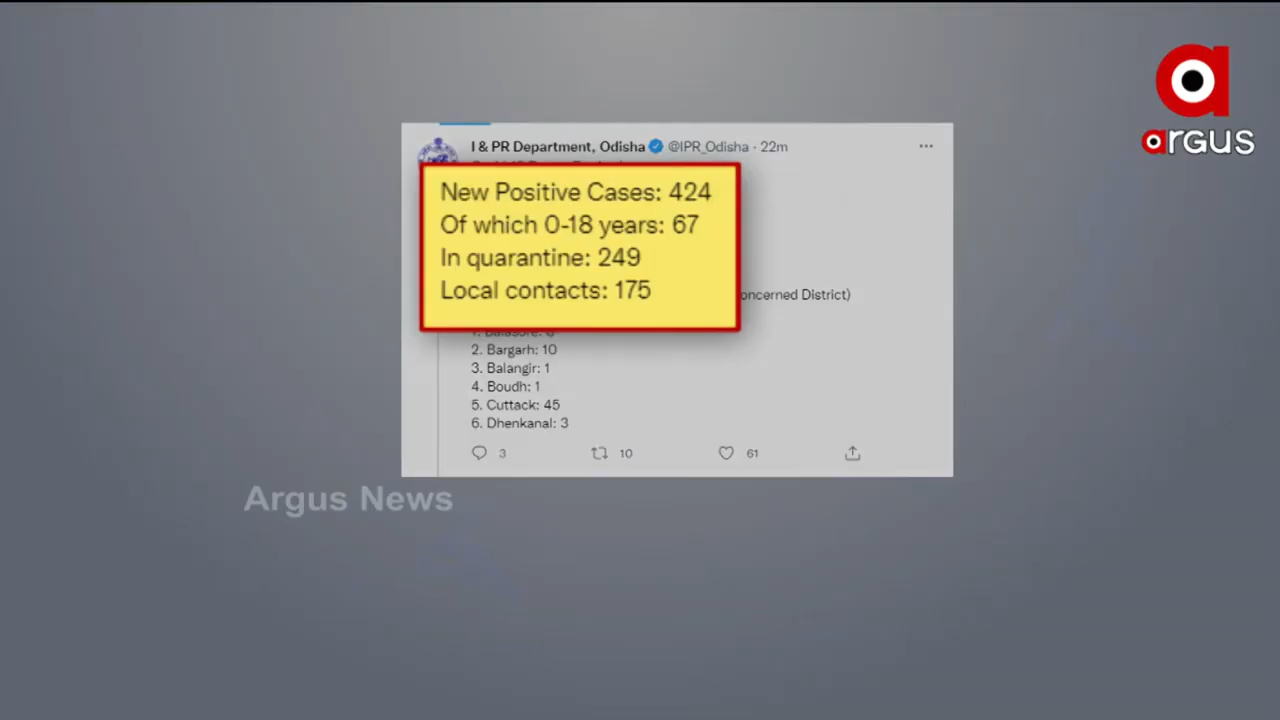 argus
I & PR Department, Odisha @IPR_Odisha · 22m
New Positive Cases: 424
Of which 0-18 years: 67
In quarantine: 249
Local contacts: 175
oncerned District)
2. Bargarh: 10
3. Balangir: 1
4. Boudh: 1
5. Cuttack: 45
6. Dhenkanal: 3
3 10 61
Argus News